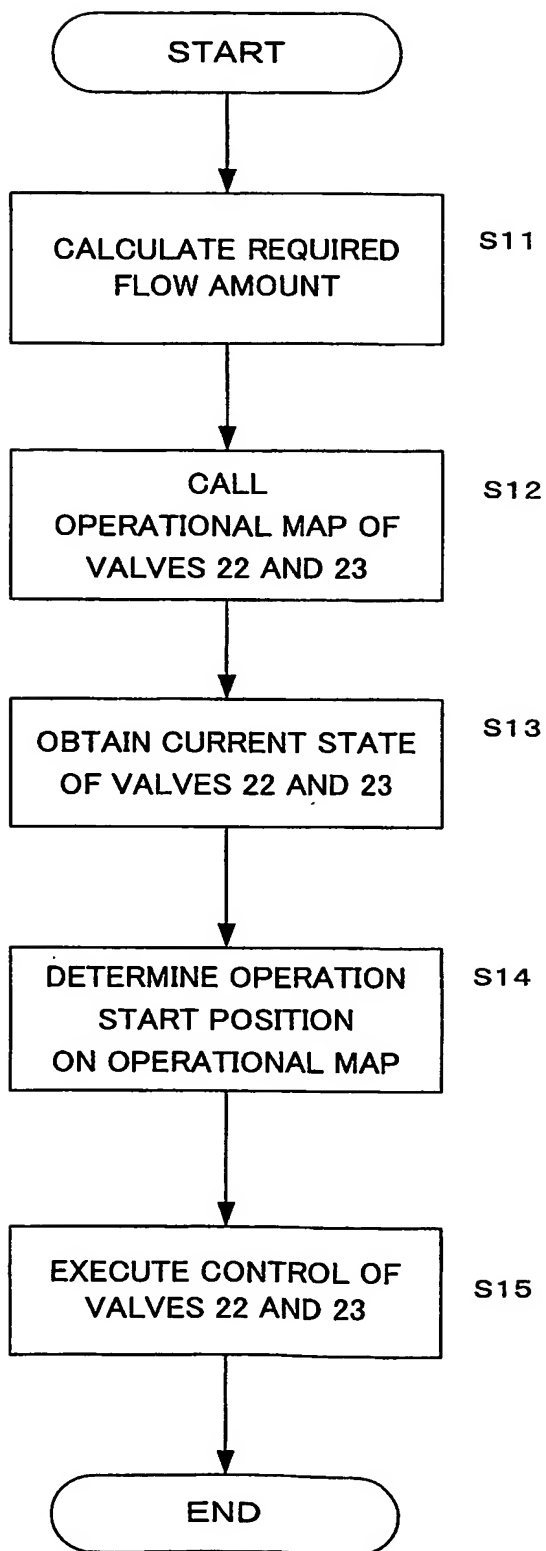 START
CALCULATE REQUIRED
FLOW AMOUNT
S11
CALL
OPERATIONAL MAP OF
VALVES 22 AND 23
S12
OBTAIN CURRENT STATE
OF VALVES 22 AND 23
S13
DETERMINE OPERATION
START POSITION
ON OPERATIONAL MAP
S14
EXECUTE CONTROL OF
VALVES 22 AND 23
S15
END